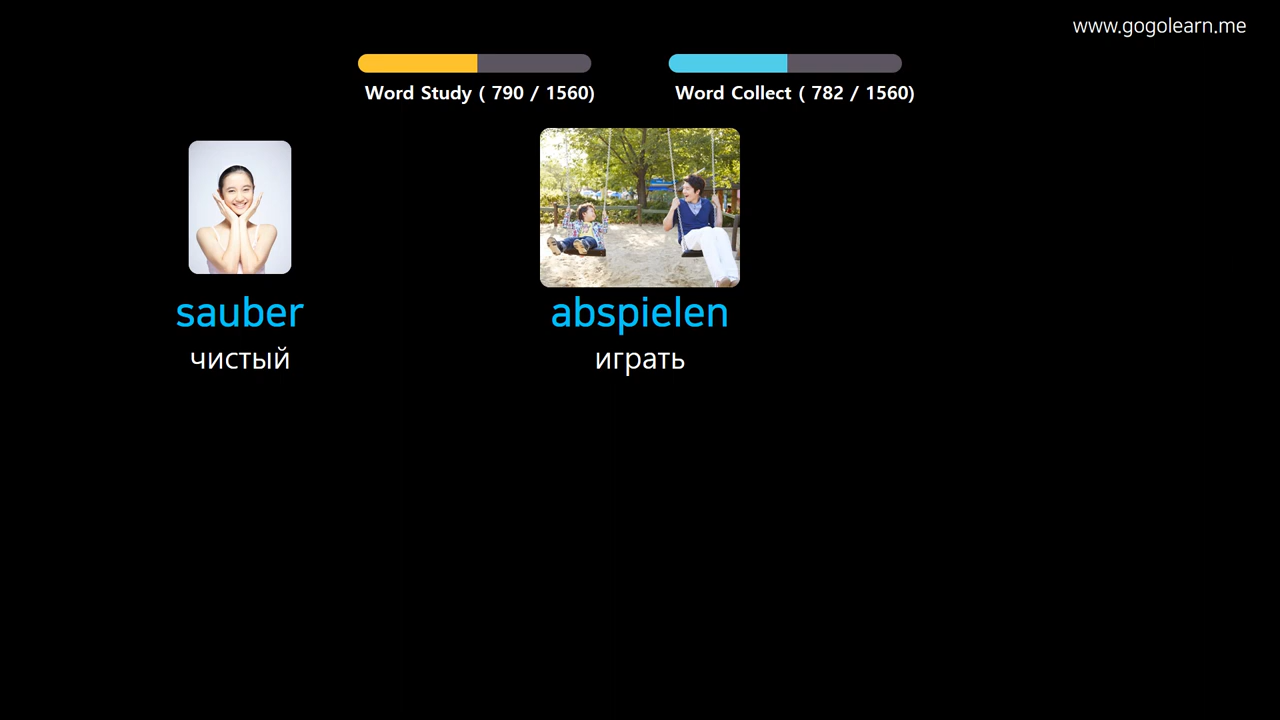 www.gogolearn.me
Word Study ( 790 / 1560)
Word Collect ( 782 / 1560)
sauber
abspielen
чистый
играть